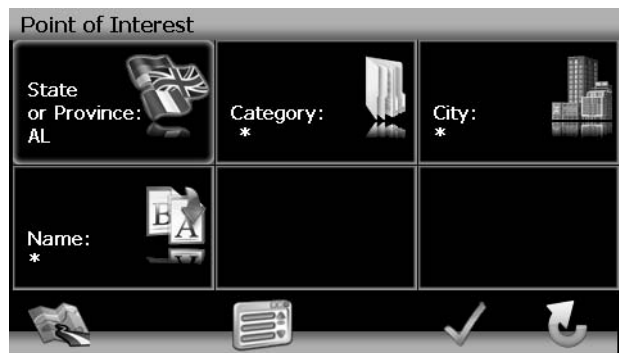 Point of Interest
State
or Province:
AL
Category:
*
City:
*
Name:
*
B
A